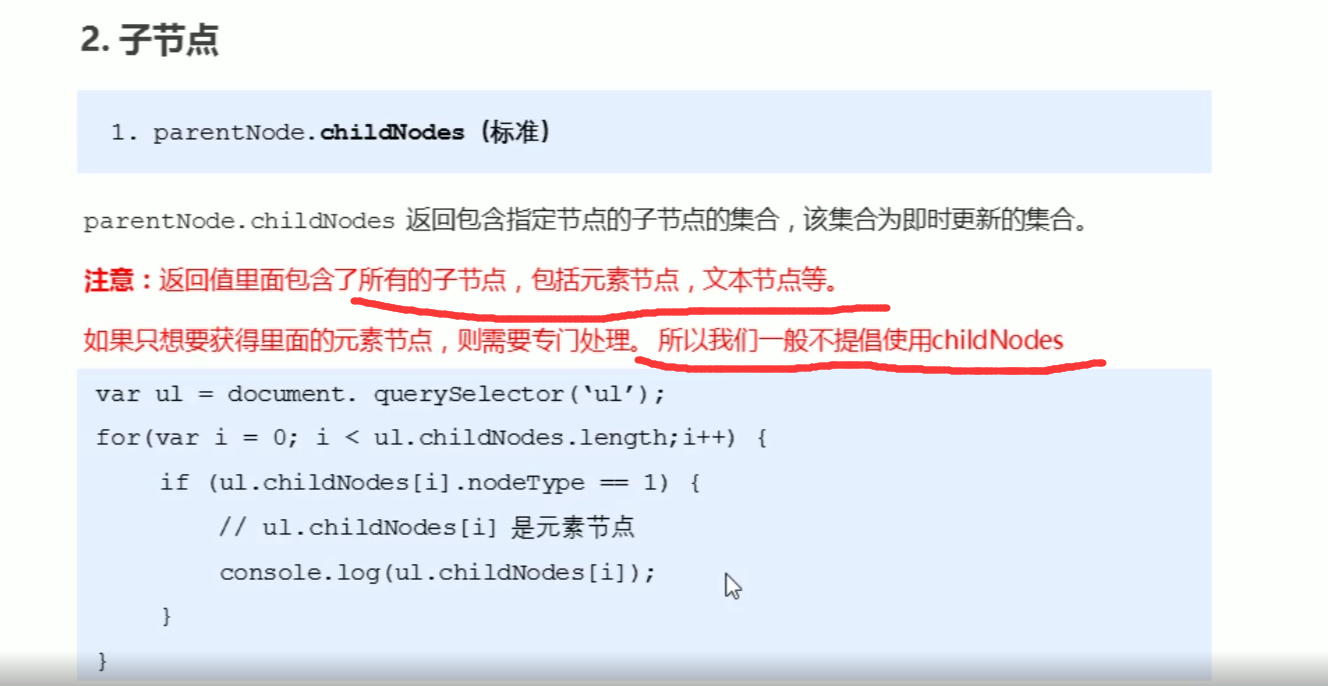 2. 子节点
1. parentNode.childNodes（标准）
parentNode.childNodes 返回包含指定节点的子节点的集合，该集合为即时更新的集合。
注意：返回值里面包含了所有的子节点，包括元素节点，文本节点等。
如果只想要获得里面的元素节点，则需要专门处理。 所以我们一般不提倡使用childNodes
var ul = document. querySelector(‘ul’);
for(var i = 0; i < ul.childNodes.length;i++) {
if (ul.childNodes[i].nodeType == 1) {
// ul.childNodes[i] 是元素节点
console.log(ul.childNodes[i]);
}
}